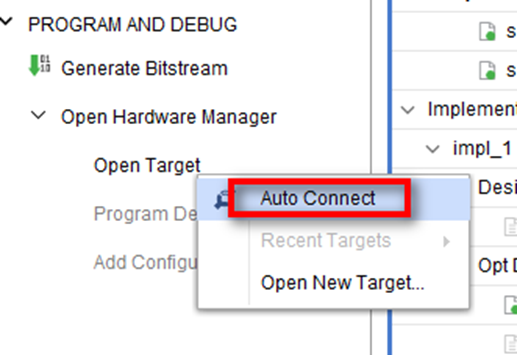 PROGRAM AND DEBUG
Generate Bitstream
Open Hardware Manager
Open Target
Program De
Add Configu
Auto Connect
Recent Targets
Open New Target...
s
s
Implement
impl_1
Desi
Opt D